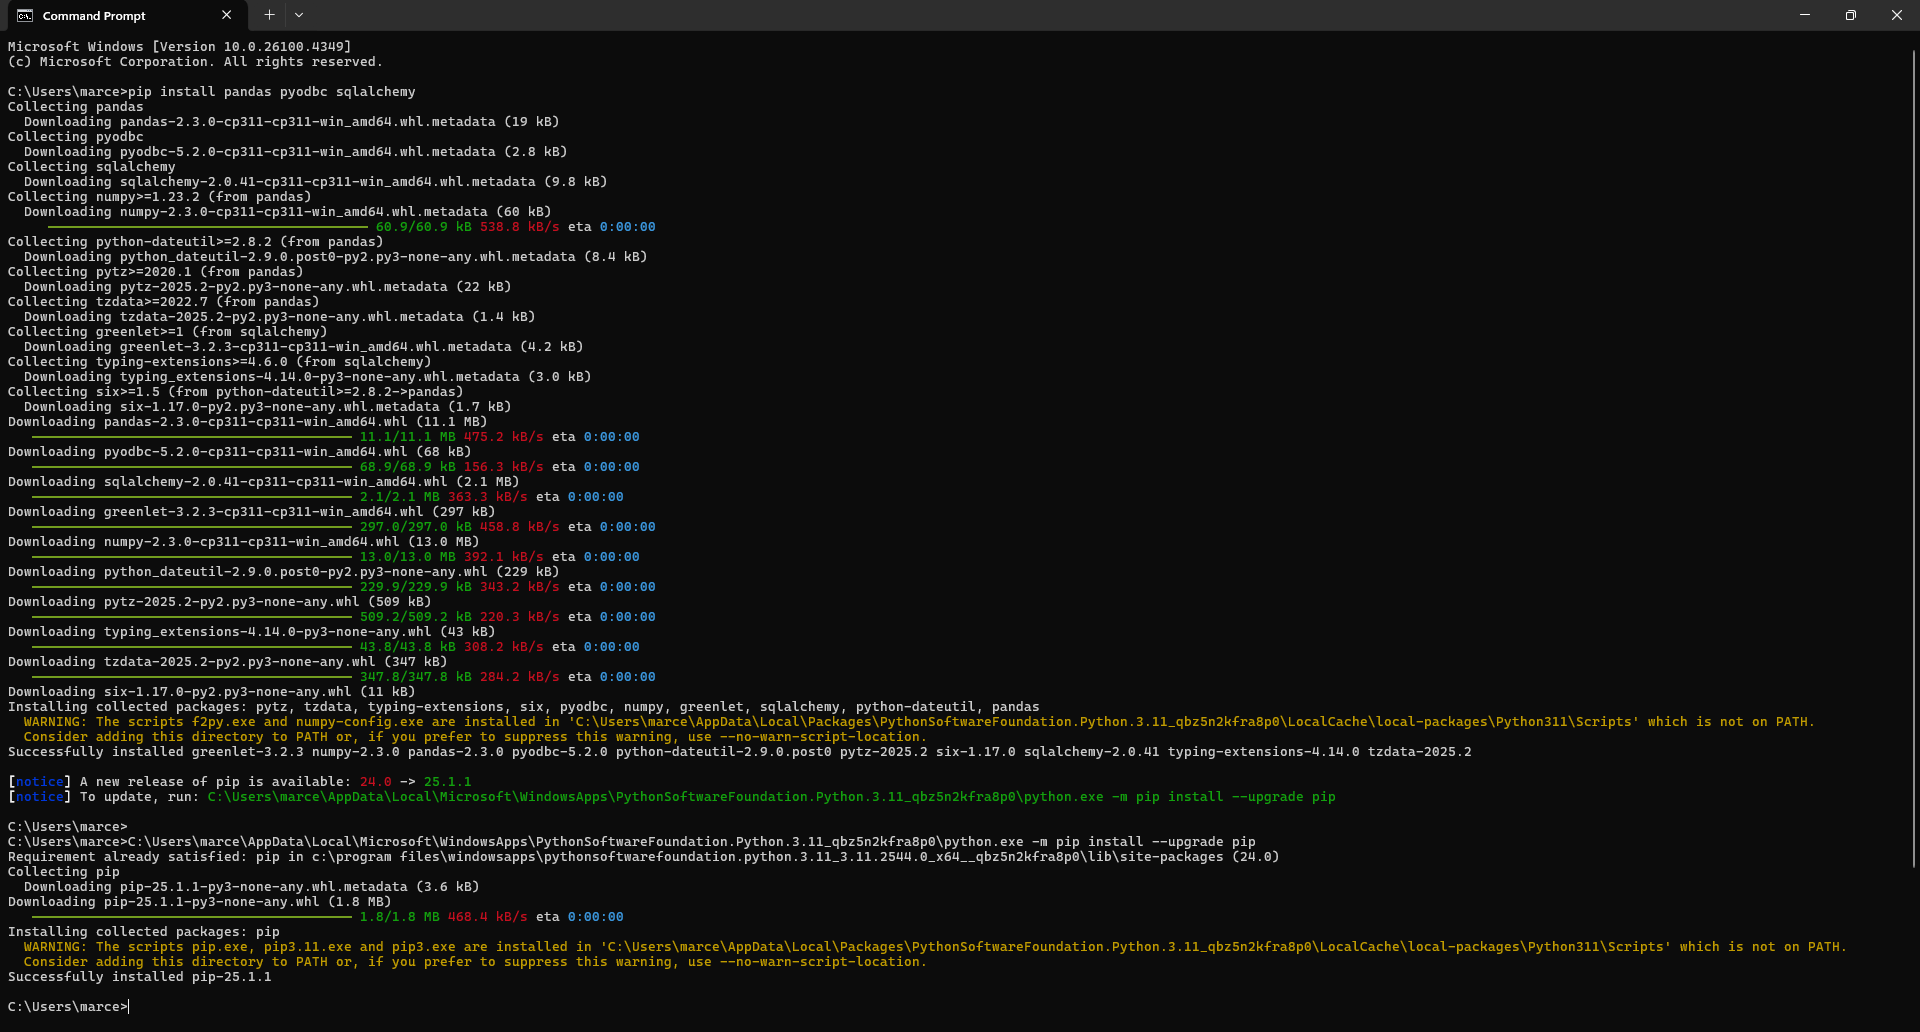 Command Prompt
Microsoft Windows [Version 10.0.26100.4349]
(c) Microsoft Corporation. All rights reserved.
C:\Users\marce>pip install pandas pyodbc sqlalchemy
Collecting pandas
  Downloading pandas-2.3.0-cp311-cp311-win_amd64.whl.metadata (19 kB)
Collecting pyodbc
  Downloading pyodbc-5.2.0-cp311-cp311-win_amd64.whl.metadata (2.8 kB)
Collecting sqlalchemy
  Downloading sqlalchemy-2.0.41-cp311-cp311-win_amd64.whl.metadata (9.8 kB)
Collecting numpy>=1.23.2 (from pandas)
  Downloading numpy-2.3.0-cp311-cp311-win_amd64.whl.metadata (60 kB)
60.9/60.9 kB 538.8 kB/s eta 0:00:00
Collecting python-dateutil>=2.8.2 (from pandas)
  Downloading python_dateutil-2.9.0.post0-py2.py3-none-any.whl.metadata (8.4 kB)
Collecting pytz>=2020.1 (from pandas)
  Downloading pytz-2025.2-py2.py3-none-any.whl.metadata (22 kB)
Collecting tzdata>=2022.7 (from pandas)
  Downloading tzdata-2025.2-py2.py3-none-any.whl.metadata (1.4 kB)
Collecting greenlet>=1 (from sqlalchemy)
  Downloading greenlet-3.2.3-cp311-cp311-win_amd64.whl.metadata (4.2 kB)
Collecting typing-extensions>=4.6.0 (from sqlalchemy)
  Downloading typing_extensions-4.14.0-py3-none-any.whl.metadata (3.0 kB)
Collecting six>=1.5 (from python-dateutil>=2.8.2->pandas)
  Downloading six-1.17.0-py2.py3-none-any.whl.metadata (1.7 kB)
Downloading pandas-2.3.0-cp311-cp311-win_amd64.whl (11.1 MB)
11.1/11.1 MB 475.2 kB/s eta 0:00:00
Downloading pyodbc-5.2.0-cp311-cp311-win_amd64.whl (68 kB)
68.9/68.9 kB 156.3 kB/s eta 0:00:00
Downloading sqlalchemy-2.0.41-cp311-cp311-win_amd64.whl (2.1 MB)
2.1/2.1 MB 363.3 kB/s eta 0:00:00
Downloading greenlet-3.2.3-cp311-cp311-win_amd64.whl (297 kB)
297.0/297.0 kB 458.8 kB/s eta 0:00:00
Downloading numpy-2.3.0-cp311-cp311-win_amd64.whl (13.0 MB)
13.0/13.0 MB 392.1 kB/s eta 0:00:00
Downloading python_dateutil-2.9.0.post0-py2.py3-none-any.whl (229 kB)
229.9/229.9 kB 343.2 kB/s eta 0:00:00
Downloading pytz-2025.2-py2.py3-none-any.whl (509 kB)
509.2/509.2 kB 220.3 kB/s eta 0:00:00
Downloading typing_extensions-4.14.0-py3-none-any.whl (43 kB)
43.8/43.8 kB 308.2 kB/s eta 0:00:00
Downloading tzdata-2025.2-py2.py3-none-any.whl (347 kB)
347.8/347.8 kB 284.2 kB/s eta 0:00:00
Downloading six-1.17.0-py2.py3-none-any.whl (11 kB)
Installing collected packages: pytz, tzdata, typing-extensions, six, pyodbc, numpy, greenlet, sqlalchemy, python-dateutil, pandas
  WARNING: The scripts f2py.exe and numpy-config.exe are installed in 'C:\Users\marce\AppData\Local\Packages\PythonSoftwareFoundation.Python.3.11_qbz5n2kfra8p0\LocalCache\local-packages\Python311\Scripts' which is not on PATH.
  Consider adding this directory to PATH or, if you prefer to suppress this warning, use --no-warn-script-location.
Successfully installed greenlet-3.2.3 numpy-2.3.0 pandas-2.3.0 pyodbc-5.2.0 python-dateutil-2.9.0.post0 pytz-2025.2 six-1.17.0 sqlalchemy-2.0.41 typing-extensions-4.14.0 tzdata-2025.2
[notice] A new release of pip is available: 24.0 -> 25.1.1
[notice] To update, run: C:\Users\marce\AppData\Local\Microsoft\WindowsApps\PythonSoftwareFoundation.Python.3.11_qbz5n2kfra8p0\python.exe -m pip install --upgrade pip
C:\Users\marce>
C:\Users\marce>C:\Users\marce\AppData\Local\Microsoft\WindowsApps\PythonSoftwareFoundation.Python.3.11_qbz5n2kfra8p0\python.exe -m pip install --upgrade pip
Requirement already satisfied: pip in c:\program files\windowsapps\pythonsoftwarefoundation.python.3.11_3.11.2544.0_x64__qbz5n2kfra8p0\lib\site-packages (24.0)
Collecting pip
  Downloading pip-25.1.1-py3-none-any.whl.metadata (3.6 kB)
Downloading pip-25.1.1-py3-none-any.whl (1.8 MB)
1.8/1.8 MB 468.4 kB/s eta 0:00:00
Installing collected packages: pip
  WARNING: The scripts pip.exe, pip3.11.exe and pip3.exe are installed in 'C:\Users\marce\AppData\Local\Packages\PythonSoftwareFoundation.Python.3.11_qbz5n2kfra8p0\LocalCache\local-packages\Python311\Scripts' which is not on PATH.
  Consider adding this directory to PATH or, if you prefer to suppress this warning, use --no-warn-script-location.
Successfully installed pip-25.1.1
C:\Users\marce>